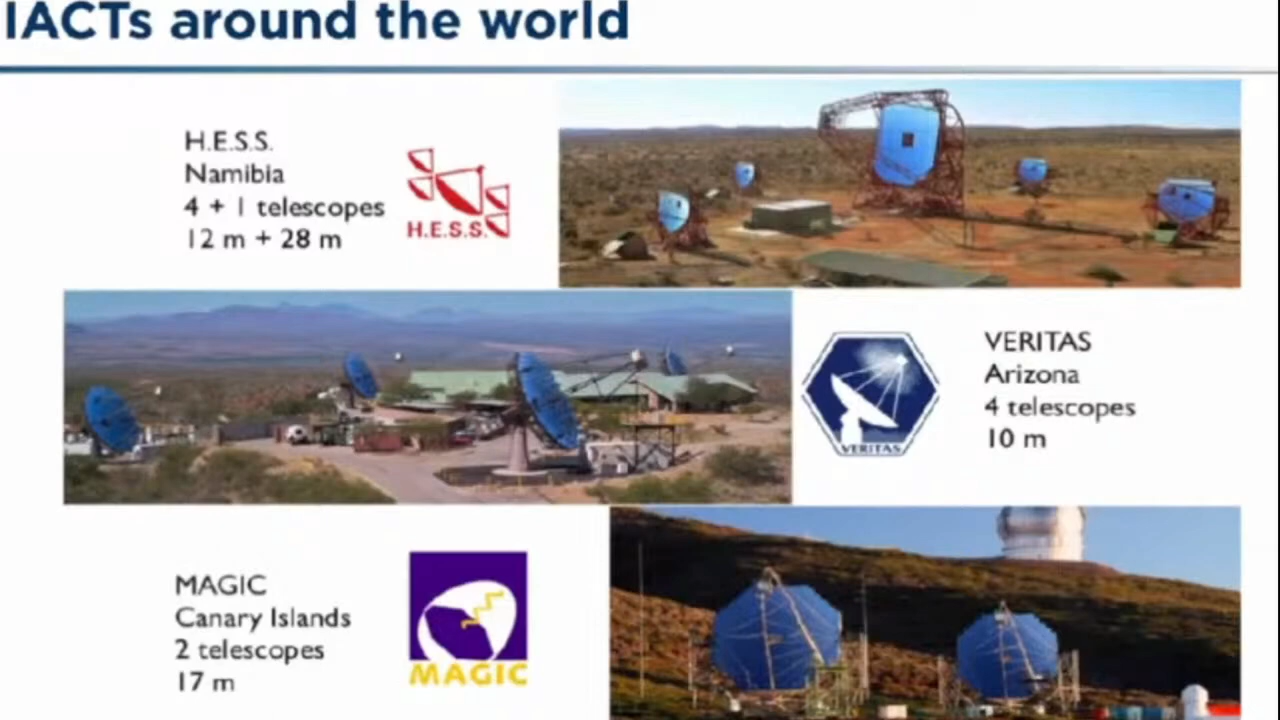 IACTs around the world
H.E.S.S.
Namibia
4 + 1 telescopes
12 m + 28 m
H.E.S.S.
VERITAS
Arizona
4 telescopes
10 m
VERITAS
MAGIC
Canary Islands
2 telescopes
17 m
MAGIC